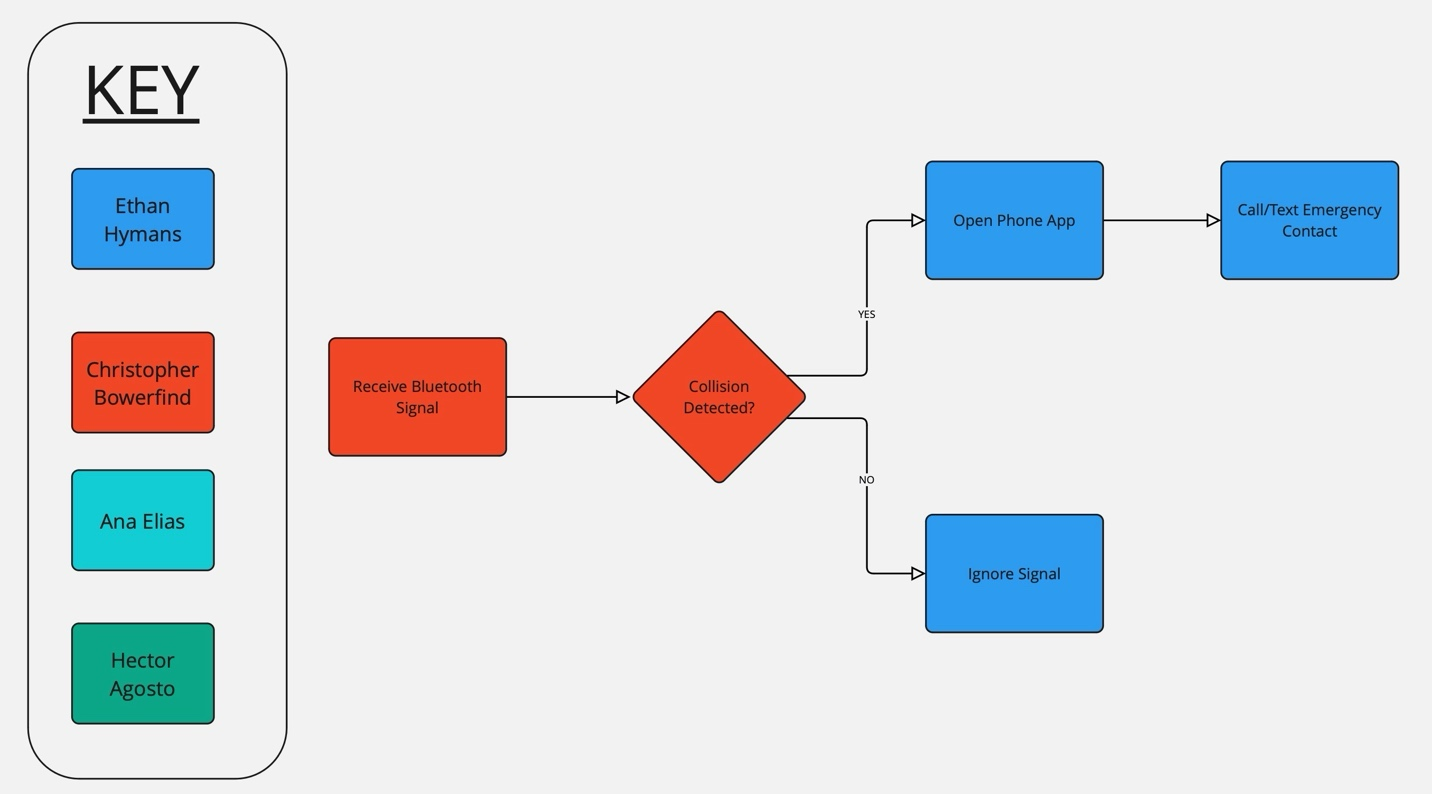 KEY
Ethan
Hymans
Christopher
Bowerfind
Ana Elias
Hector
Agosto
Receive Bluetooth
Signal
Collision
Detected?
YES
NO
Open Phone App
Call/Text Emergency
Contact
Ignore Signal